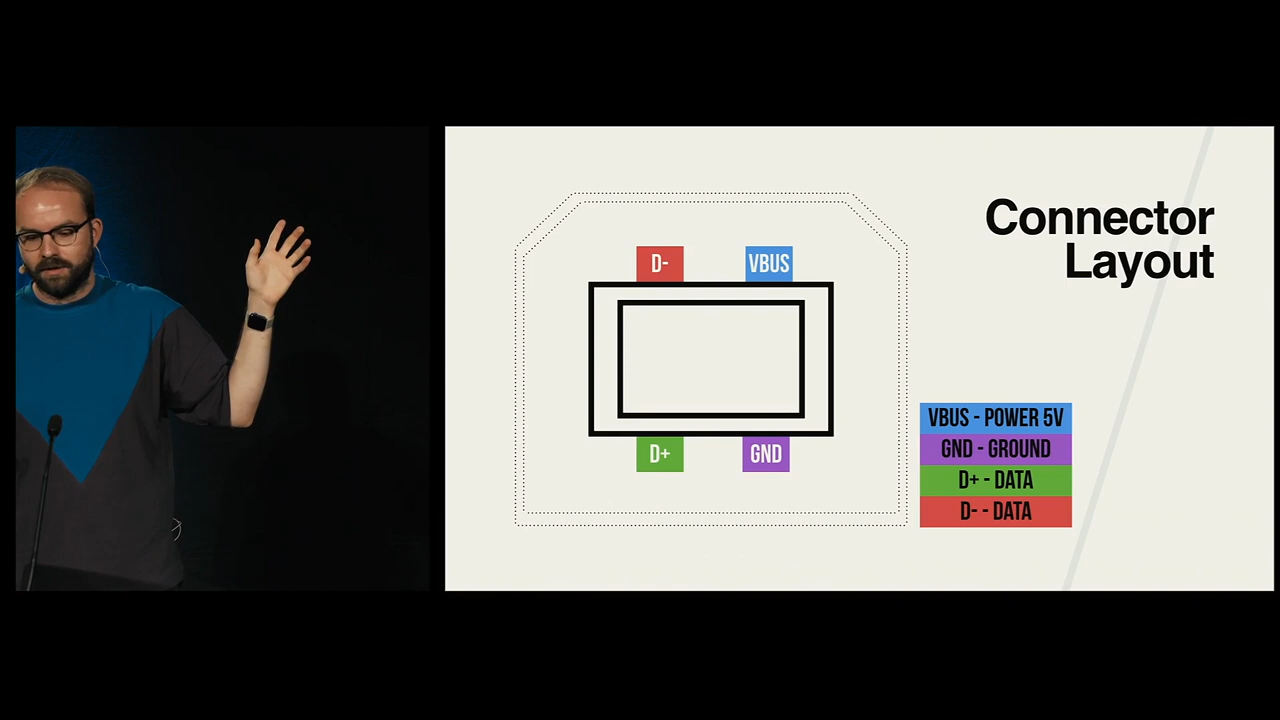 Connector
Layout
D-
VBUS
D+
GND
VBUS - POWER 5V
GND - GROUND
D+ - DATA
D- - DATA